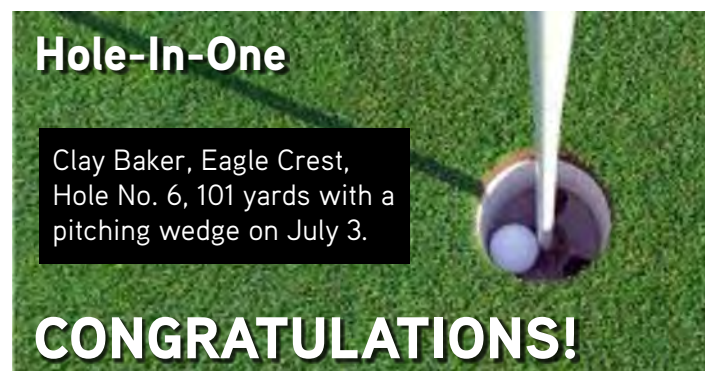 Hole-In-One
Clay Baker, Eagle Crest,
Hole No. 6, 101 yards with a
pitching wedge on July 3.
CONGRATULATIONS!